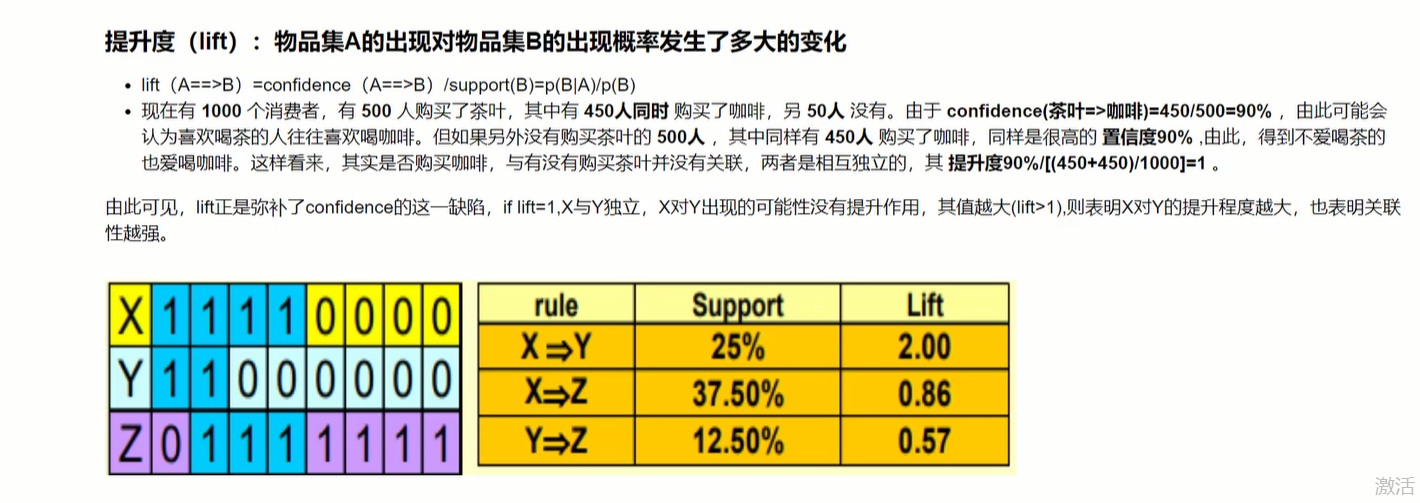 提升度（lift）：物品集A的出现对物品集B的出现概率发生了多大的变化
• lift（A==>B）=confidence（A==>B）/support(B)=p(B|A)/p(B)
• 现在有 1000 个消费者，有 500 人购买了茶叶，其中有 450人同时 购买了咖啡，另 50人 没有。由于 confidence(茶叶=>咖啡)=450/500=90% ，由此可能会
认为喜欢喝茶的人往往喜欢喝咖啡。但如果另外没有购买茶叶的 500人 ，其中同样有 450人 购买了咖啡，同样是很高的 置信度90% ,由此，得到不爱喝茶的
也爱喝咖啡。这样看来，其实是否购买咖啡，与有没有购买茶叶并没有关联，两者是相互独立的，其 提升度90%/[(450+450)/1000]=1 。
由此可见，lift正是弥补了confidence的这一缺陷，if lift=1,X与Y独立，X对Y出现的可能性没有提升作用，其值越大(lift>1),则表明X对Y的提升程度越大，也表明关联
性越强。
X 1 1 1 1 0 0 0 0
Y 1 1 0 0 0 0 0 0
Z 0 1 1 1 1 1 1 1
rule Support Lift
X⇒Y 25% 2.00
X⇒Z 37.50% 0.86
Y⇒Z 12.50% 0.57
激活